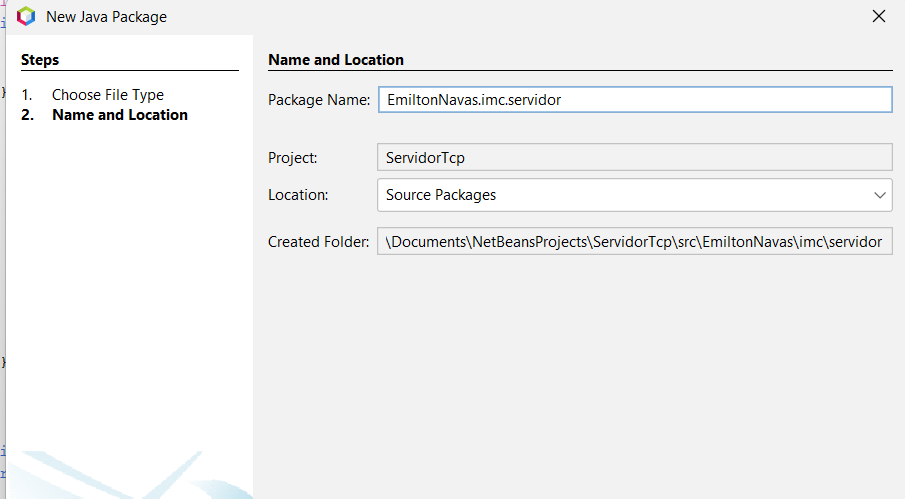 New Java Package
Steps
1. Choose File Type
2. Name and Location
Name and Location
Package Name: EmiltonNavas.imc.servidor
Project: ServidorTcp
Location: Source Packages
Created Folder: \Documents\NetBeansProjects\ServidorTcp\src\EmiltonNavas\imc\servidor